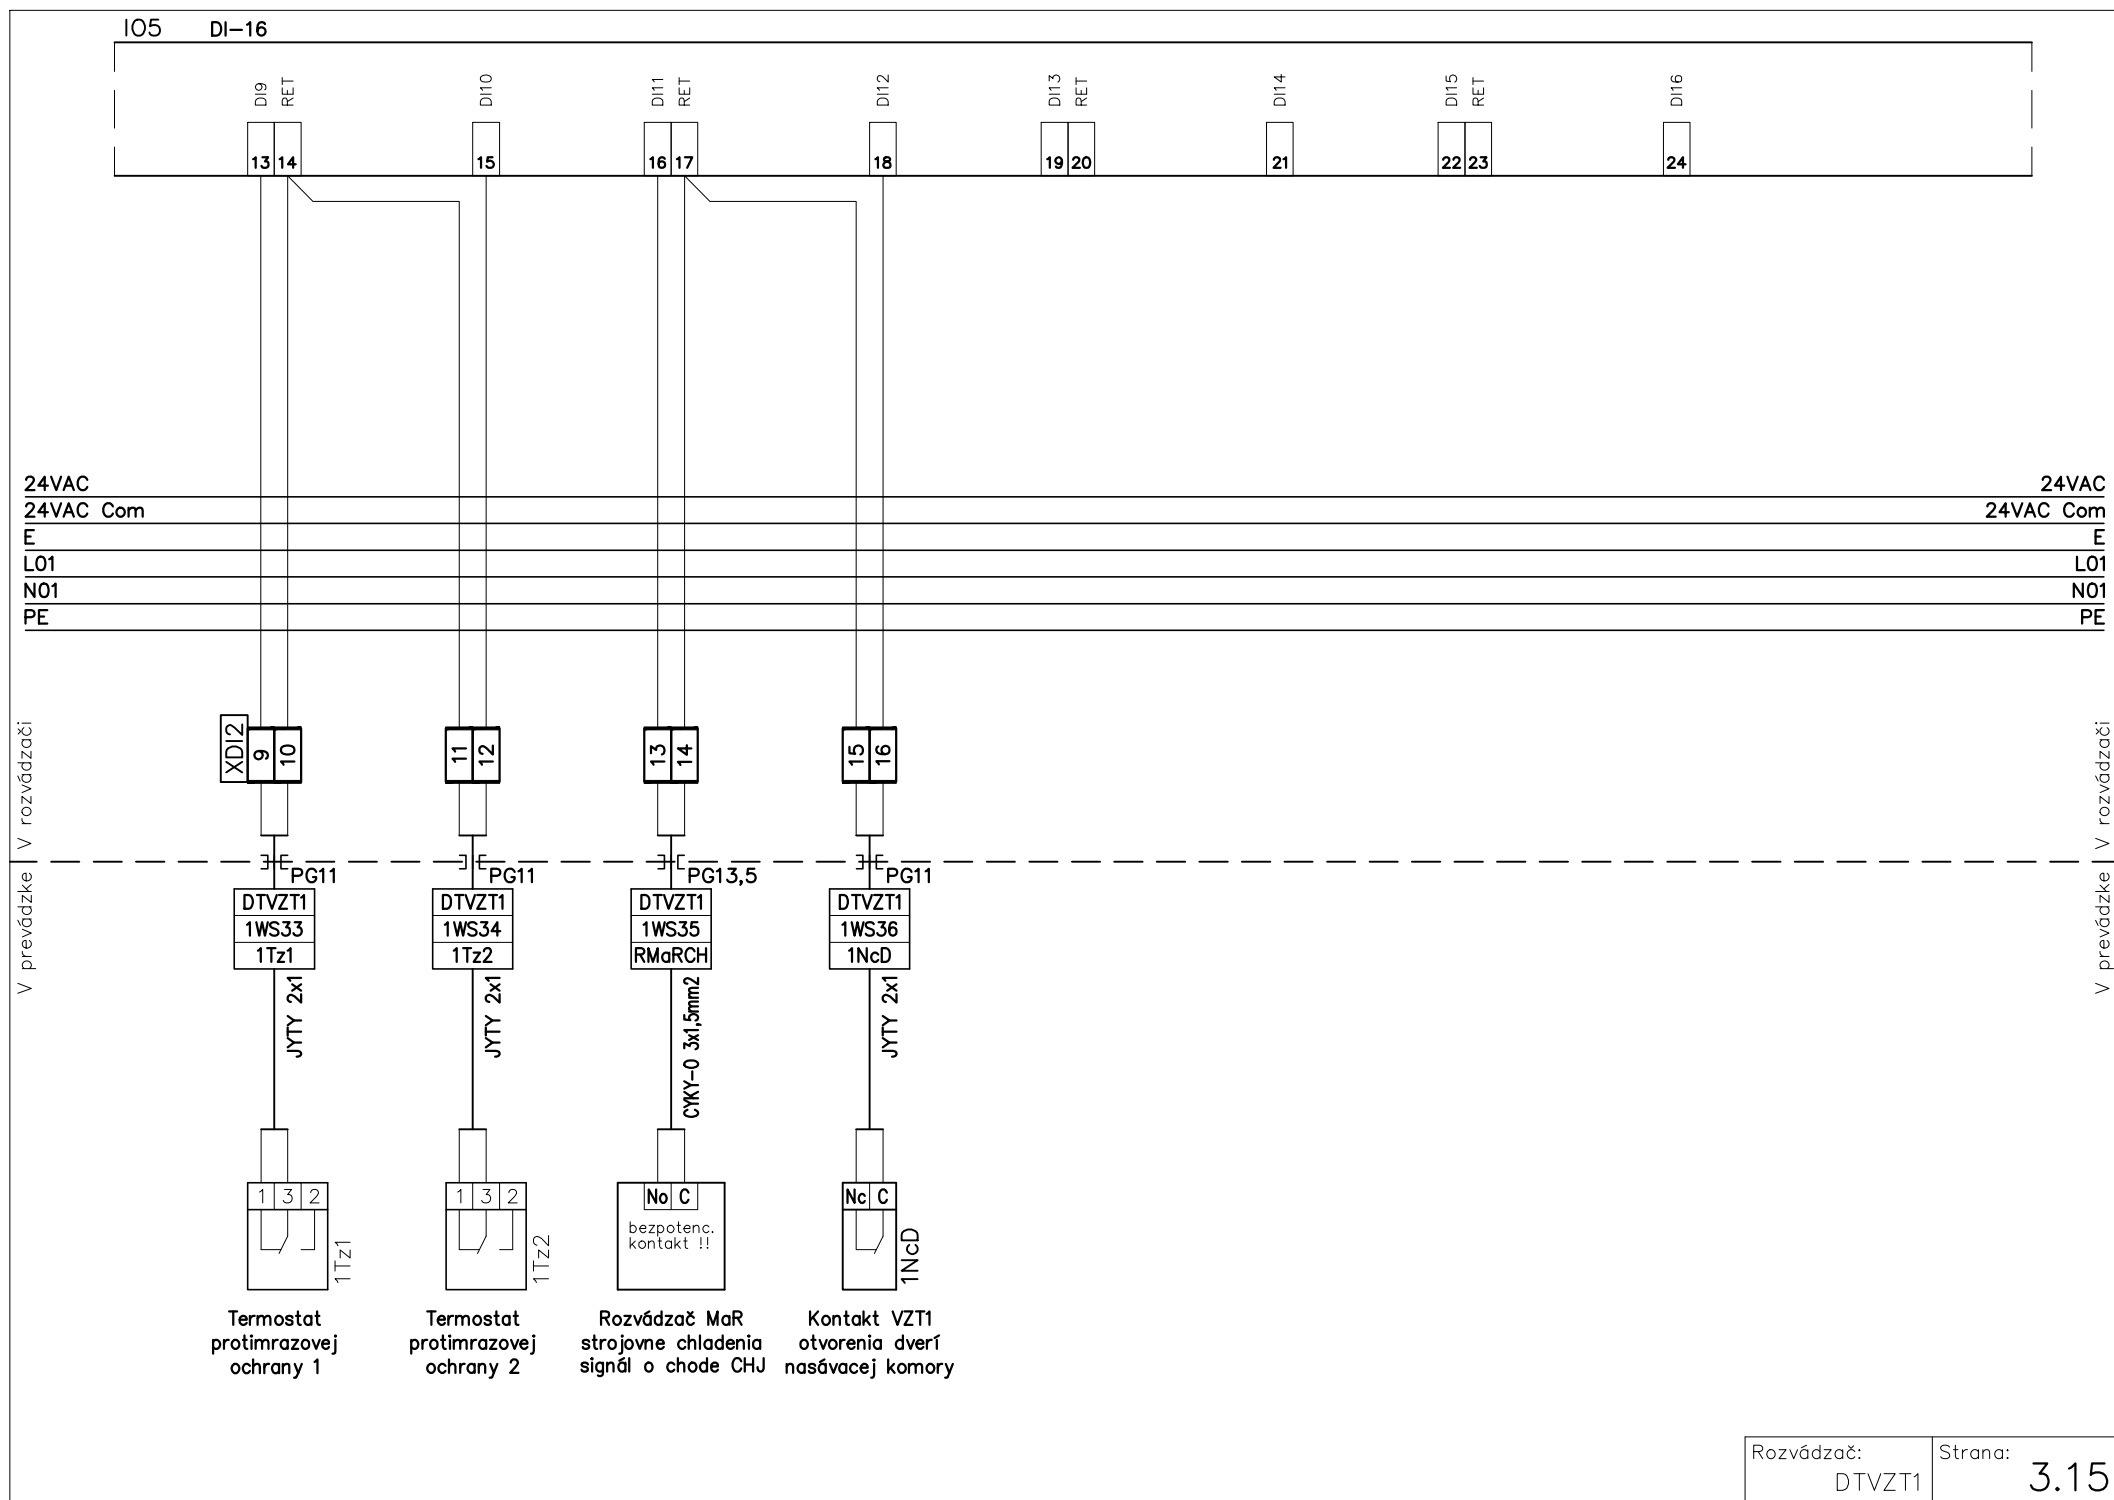 IO5 DI-16
DI9 RET DI10 DI11 RET DI12 DI13 RET DI14 DI15 RET DI16
13 14 15 16 17 18 19 20 21 22 23 24
24VAC 24VAC
24VAC Com 24VAC Com
E E
L01 L01
N01 N01
PE PE
V rozvádzači V rozvádzači
XDI2 9 10 11 12 13 14 15 16
V prevádzke V prevádzke
PG11 PG11 PG13,5 PG11
DTVZT1 DTVZT1 DTVZT1 DTVZT1
1WS33 1WS34 1WS35 1WS36
1Tz1 1Tz2 RMaRCH 1NcD
JYTY 2x1 JYTY 2x1 CYKY-O 3x1,5mm2 JYTY 2x1
1 3 2 1 3 2 No C Nc C
bezpotenc.
kontakt !!
1Tz1 1Tz2 1NcD
Termostat
protimrazovej
ochrany 1
Termostat
protimrazovej
ochrany 2
Rozvádzač MaR
strojovne chladenia
signál o chode CHJ
Kontakt VZT1
otvorenia dverí
nasávacej komory
Rozvádzač:
DTVZT1
Strana:
3.15